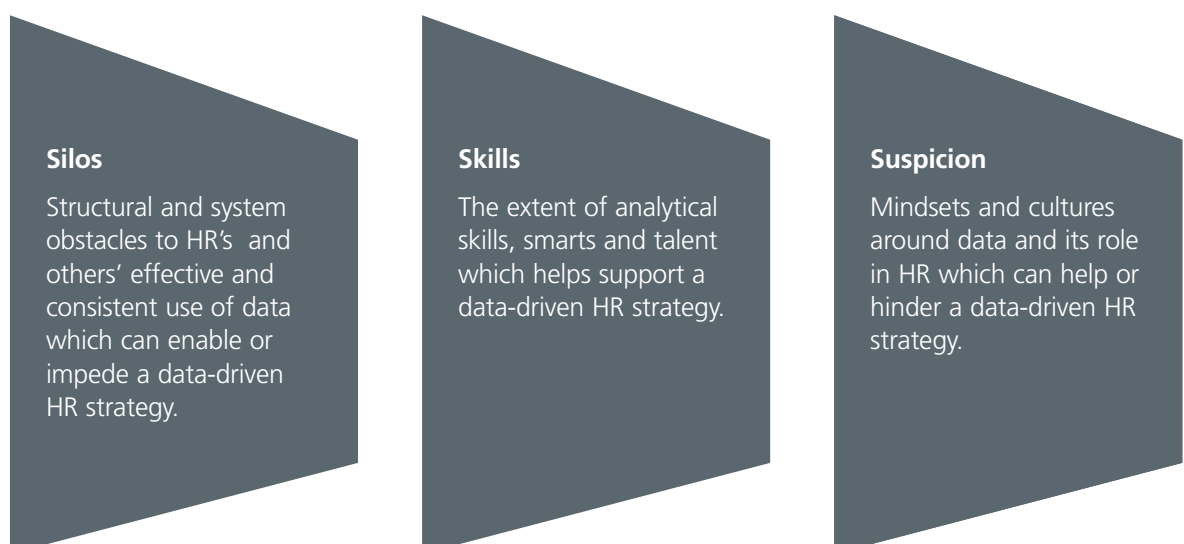 Silos
Structural and system
obstacles to HR’s  and
others’ effective and
consistent use of data
which can enable or
impede a data-driven
HR strategy.
Skills
The extent of analytical
skills, smarts and talent
which helps support a
data-driven HR strategy.
Suspicion
Mindsets and cultures
around data and its role
in HR which can help or
hinder a data-driven HR
strategy.